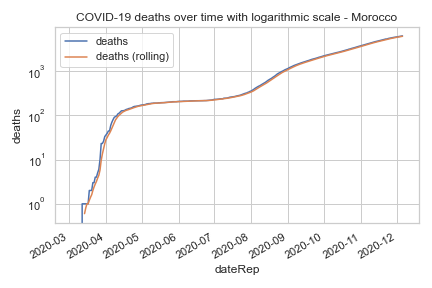 COVID-19 deaths over time with logarithmic scale - Morocco
deaths
deaths (rolling)
deaths
10³
10²
10¹
10⁰
2020-03
2020-04
2020-05
2020-06
2020-07
2020-08
2020-09
2020-10
2020-11
2020-12
dateRep